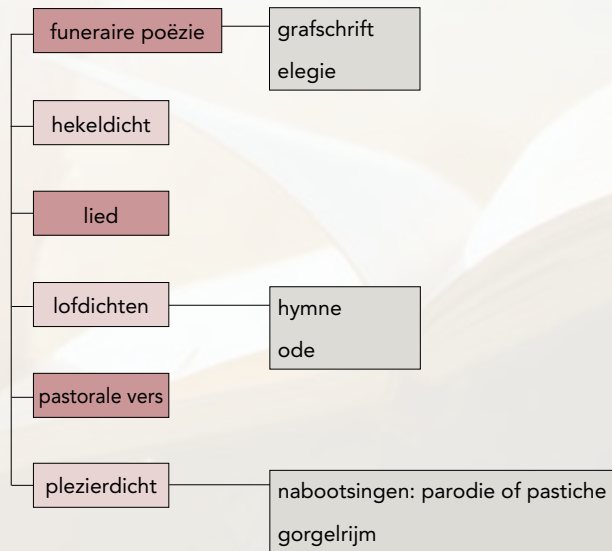 funeraire poëzie
grafschrift
elegie
hekeldicht
lied
lofdichten
hymne
ode
pastorale vers
plezierdicht
nabootsingen: parodie of pastiche
gorgelrijm